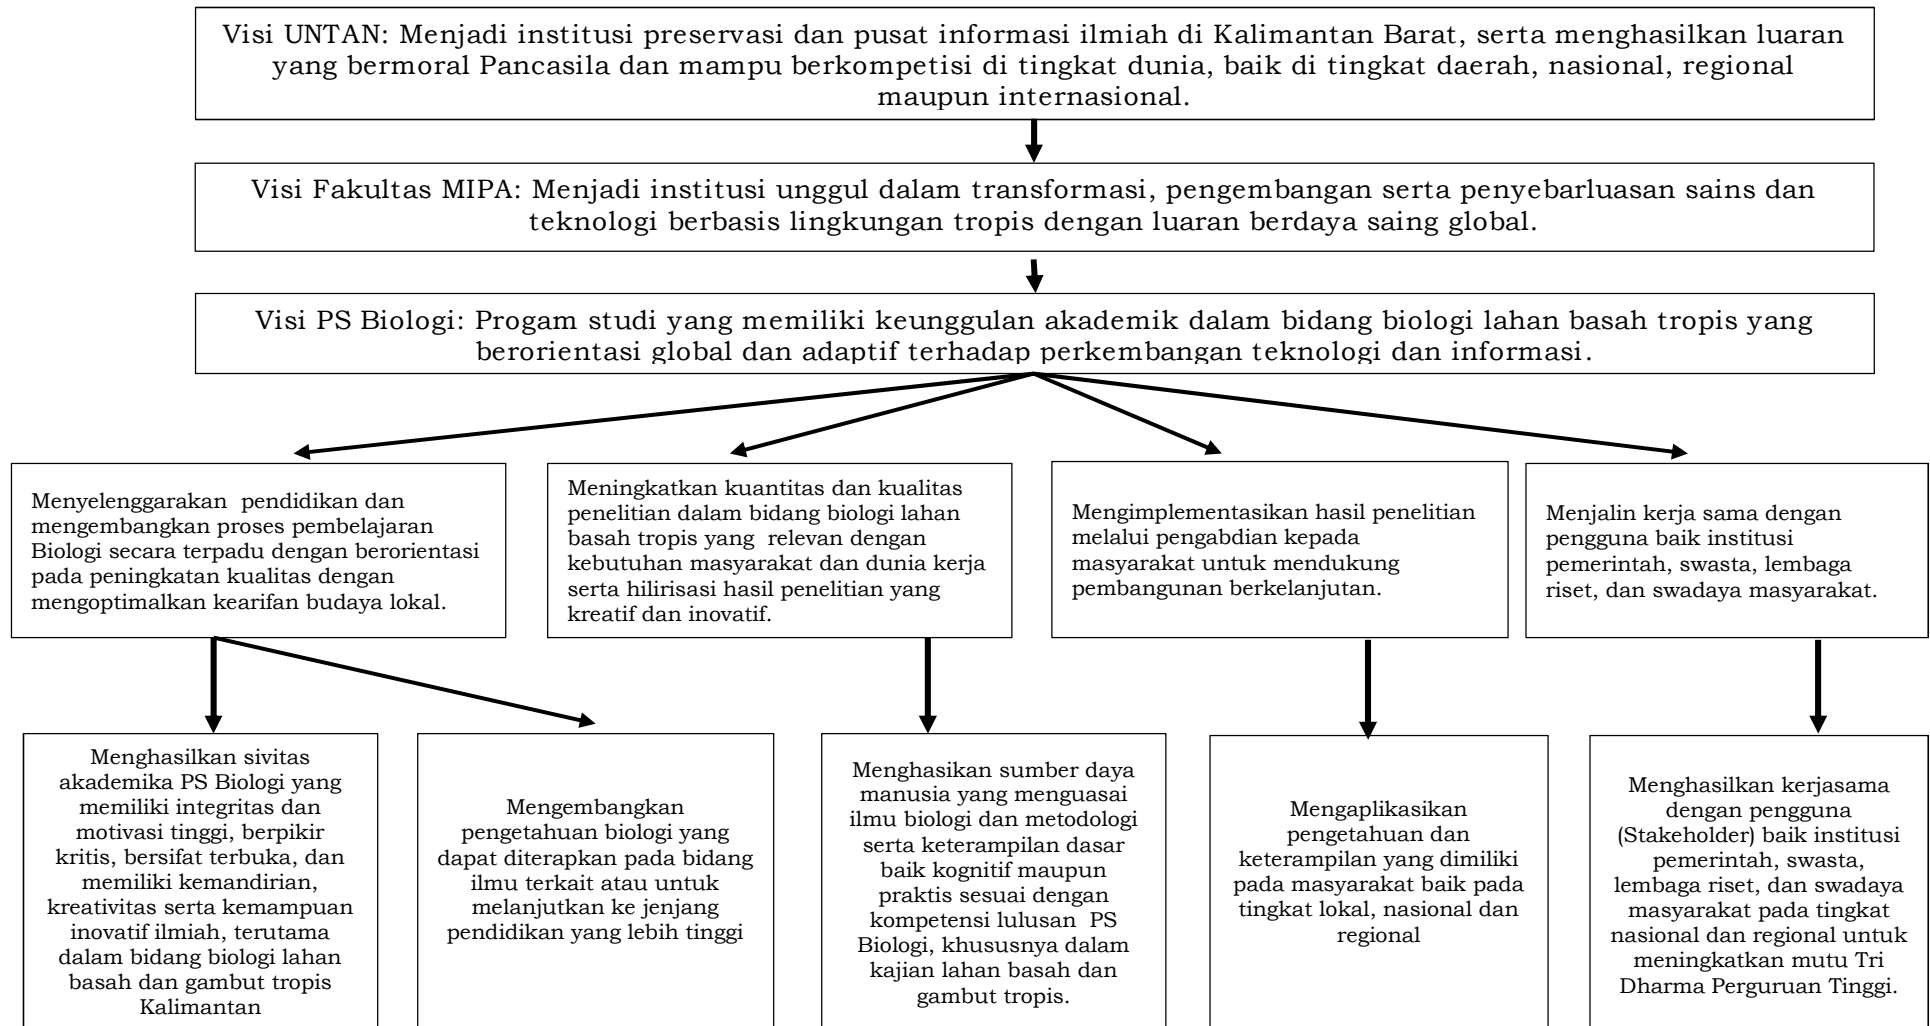 Visi UNTAN: Menjadi institusi preservasi dan pusat informasi ilmiah di Kalimantan Barat, serta menghasilkan luaran
yang bermoral Pancasila dan mampu berkompetisi di tingkat dunia, baik di tingkat daerah, nasional, regional
maupun internasional.
Visi Fakultas MIPA: Menjadi institusi unggul dalam transformasi, pengembangan serta penyebarluasan sains dan
teknologi berbasis lingkungan tropis dengan luaran berdaya saing global.
Visi PS Biologi: Progam studi yang memiliki keunggulan akademik dalam bidang biologi lahan basah tropis yang
berorientasi global dan adaptif terhadap perkembangan teknologi dan informasi.
Menyelenggarakan pendidikan dan
mengembangkan proses pembelajaran
Biologi secara terpadu dengan berorientasi
pada peningkatan kualitas dengan
mengoptimalkan kearifan budaya lokal.
Meningkatkan kuantitas dan kualitas
penelitian dalam bidang biologi lahan
basah tropis yang relevan dengan
kebutuhan masyarakat dan dunia kerja
serta hilirisasi hasil penelitian yang
kreatif dan inovatif.
Mengimplementasikan hasil penelitian
melalui pengabdian kepada
masyarakat untuk mendukung
pembangunan berkelanjutan.
Menjalin kerja sama dengan
pengguna baik institusi
pemerintah, swasta, lembaga
riset, dan swadaya masyarakat.
Menghasilkan sivitas
akademika PS Biologi yang
memiliki integritas dan
motivasi tinggi, berpikir
kritis, bersifat terbuka, dan
memiliki kemandirian,
kreativitas serta kemampuan
inovatif ilmiah, terutama
dalam bidang biologi lahan
basah dan gambut tropis
Kalimantan
Mengembangkan
pengetahuan biologi yang
dapat diterapkan pada bidang
ilmu terkait atau untuk
melanjutkan ke jenjang
pendidikan yang lebih tinggi
Menghasikan sumber daya
manusia yang menguasai
ilmu biologi dan metodologi
serta keterampilan dasar
baik kognitif maupun
praktis sesuai dengan
kompetensi lulusan PS
Biologi, khususnya dalam
kajian lahan basah dan
gambut tropis.
Mengaplikasikan
pengetahuan dan
keterampilan yang dimiliki
pada masyarakat baik pada
tingkat lokal, nasional dan
regional
Menghasilkan kerjasama
dengan pengguna
(Stakeholder) baik institusi
pemerintah, swasta,
lembaga riset, dan swadaya
masyarakat pada tingkat
nasional dan regional untuk
meningkatkan mutu Tri
Dharma Perguruan Tinggi.